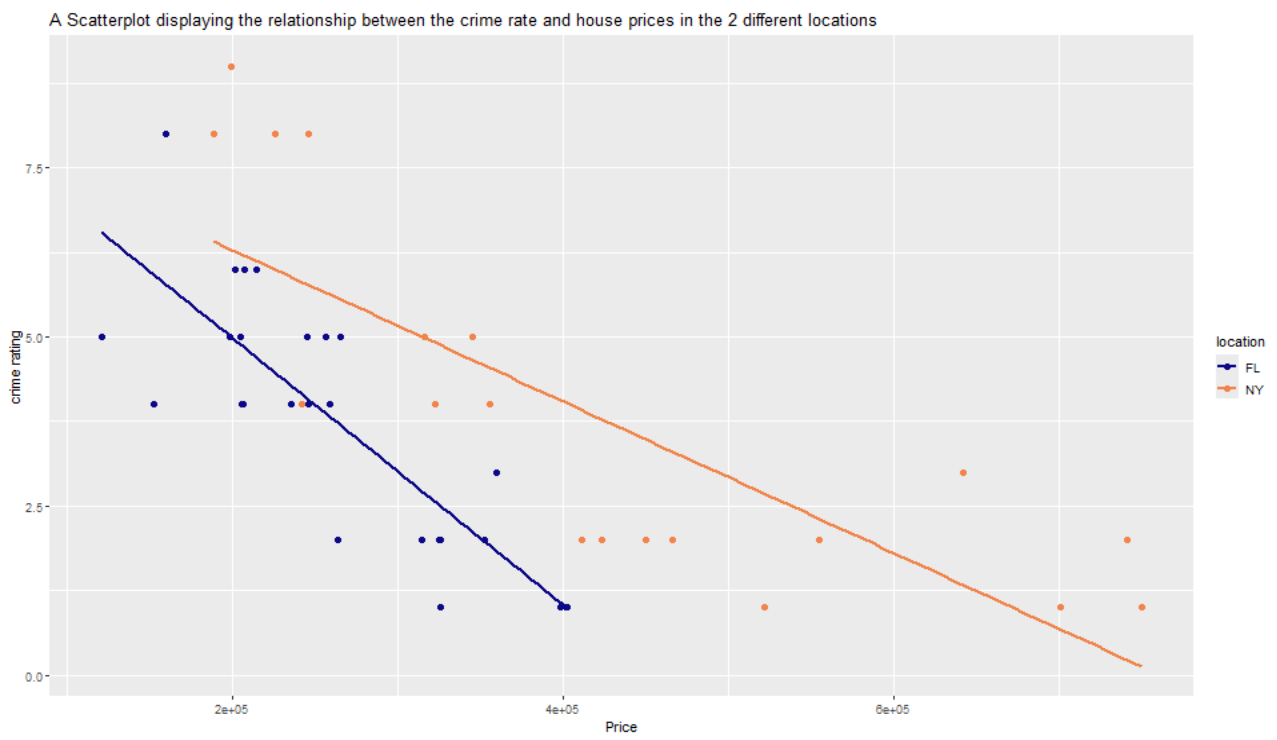 A Scatterplot displaying the relationship between the crime rate and house prices in the 2 different locations
7.5
5.0
2.5
0.0
crime rating
2e+05
4e+05
6e+05
Price
location
FL
NY